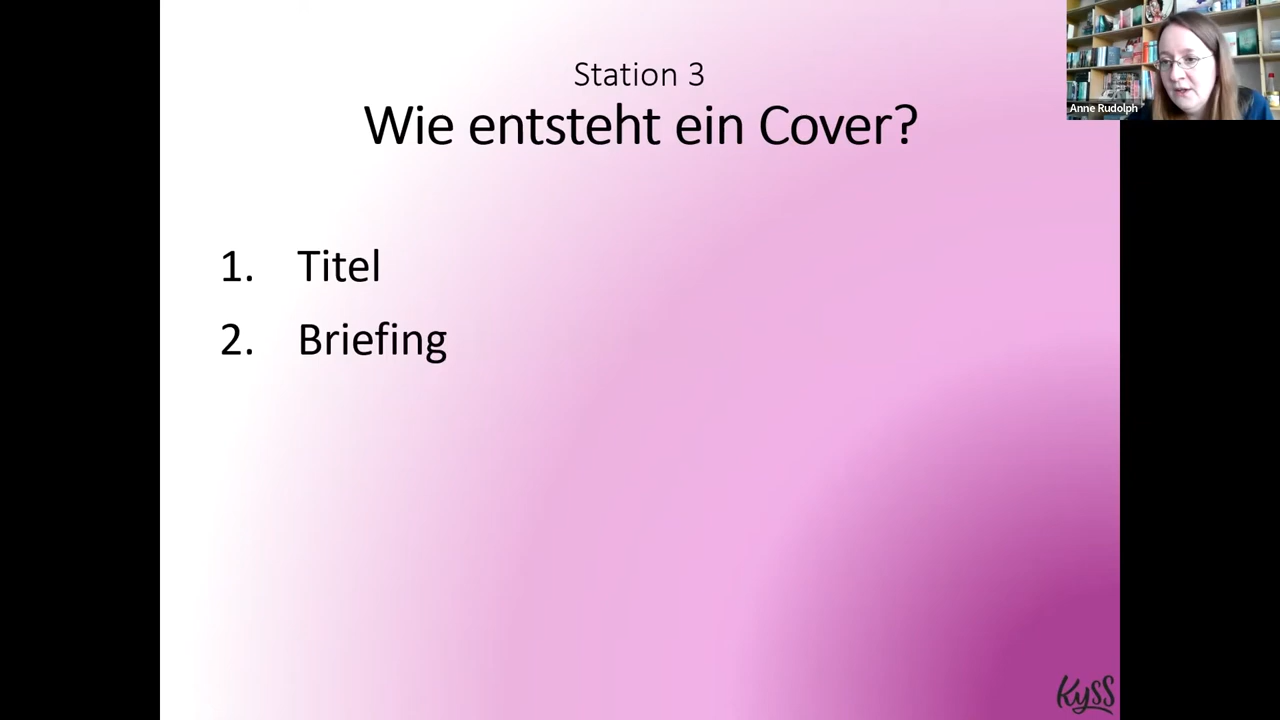 Station 3
Wie entsteht ein Cover?
1. Titel
2. Briefing
Anne Rudolph
Kyss